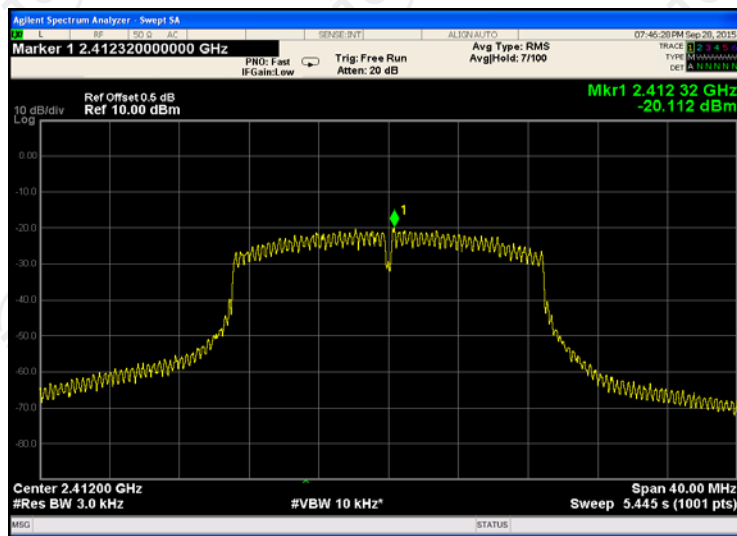 Agilent Spectrum Analyzer - Swept SA
L RF 50 Ω AC SENSE:INT ALIGN AUTO 07:46:28 PM Sep 20, 2015
Marker 1 2.412320000000 GHz
PNO: Fast
IFGain:Low
Trig: Free Run
Atten: 20 dB
Avg Type: RMS
Avg|Hold: 7/100
TRACE 1 2 3 4 5 6
TYPE M
DET A N N N N N
Mkr1 2.412 32 GHz
-20.112 dBm
Ref Offset 0.5 dB
10 dB/div Ref 10.00 dBm
Log
0.00
-10.0
-20.0
-30.0
-40.0
-50.0
-60.0
-70.0
-80.0
1
Center 2.41200 GHz Span 40.00 MHz
#Res BW 3.0 kHz #VBW 10 kHz* Sweep 5.445 s (1001 pts)
MSG STATUS